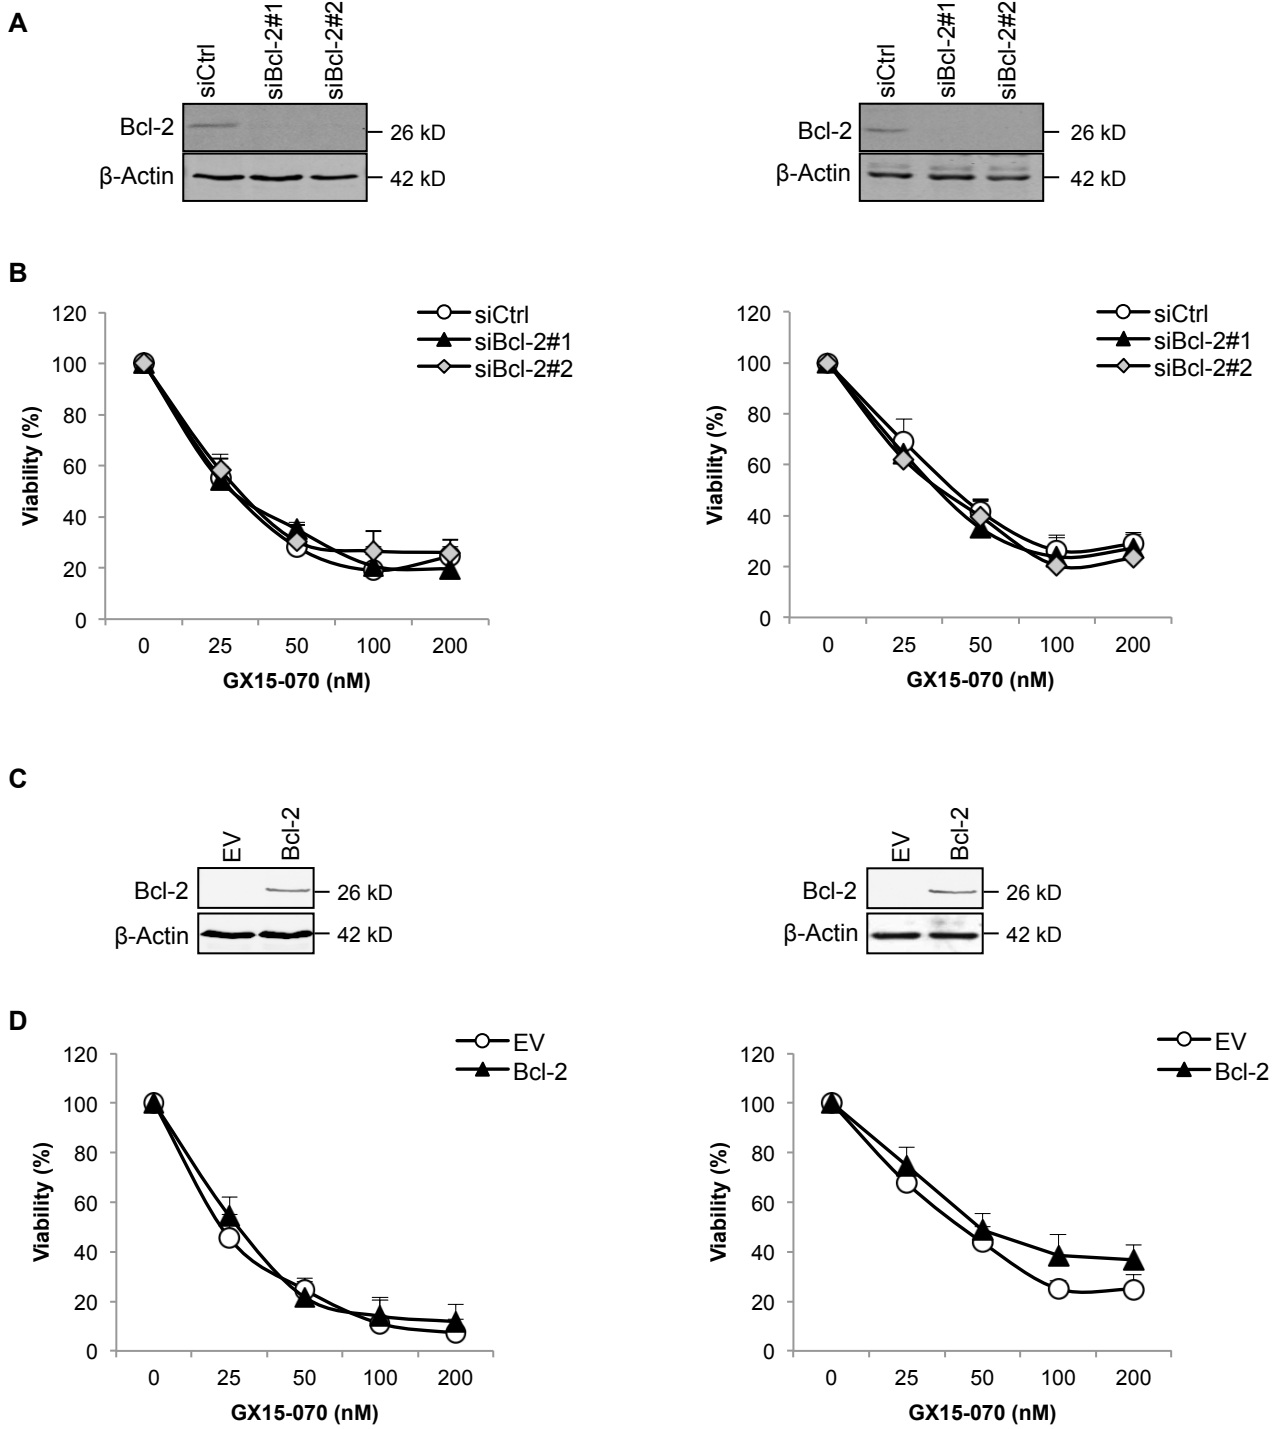 A
siCtrl
siBcl-2#1
siBcl-2#2
Bcl-2
26 kD
β-Actin
42 kD
siCtrl
siBcl-2#1
siBcl-2#2
Bcl-2
26 kD
β-Actin
42 kD
B
siCtrl
siBcl-2#1
siBcl-2#2
120
100
80
60
40
20
0
Viability (%)
0 25 50 100 200
GX15-070 (nM)
siCtrl
siBcl-2#1
siBcl-2#2
120
100
80
60
40
20
0
Viability (%)
0 25 50 100 200
GX15-070 (nM)
C
EV
Bcl-2
Bcl-2
26 kD
β-Actin
42 kD
EV
Bcl-2
Bcl-2
26 kD
β-Actin
42 kD
D
EV
Bcl-2
120
100
80
60
40
20
0
Viability (%)
0 25 50 100 200
GX15-070 (nM)
EV
Bcl-2
120
100
80
60
40
20
0
Viability (%)
0 25 50 100 200
GX15-070 (nM)